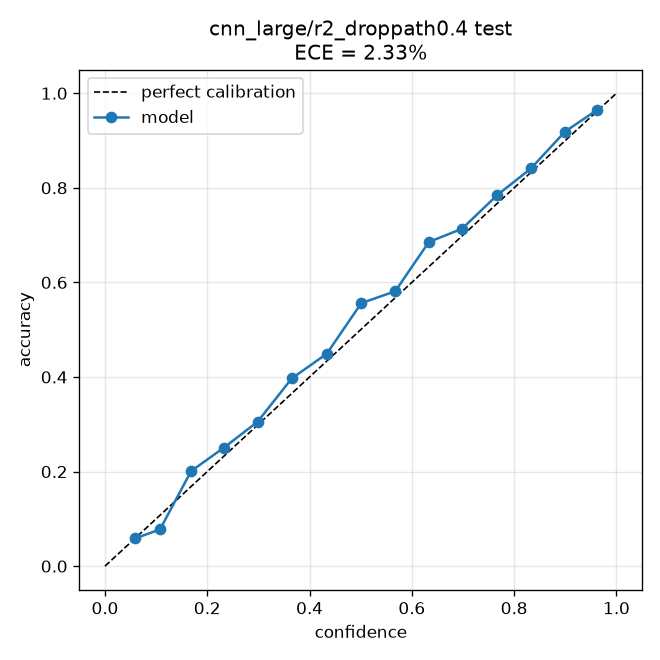 cnn_large/r2_droppath0.4 test
ECE = 2.33%
perfect calibration
model
accuracy
1.0
0.8
0.6
0.4
0.2
0.0
0.0 0.2 0.4 0.6 0.8 1.0
confidence